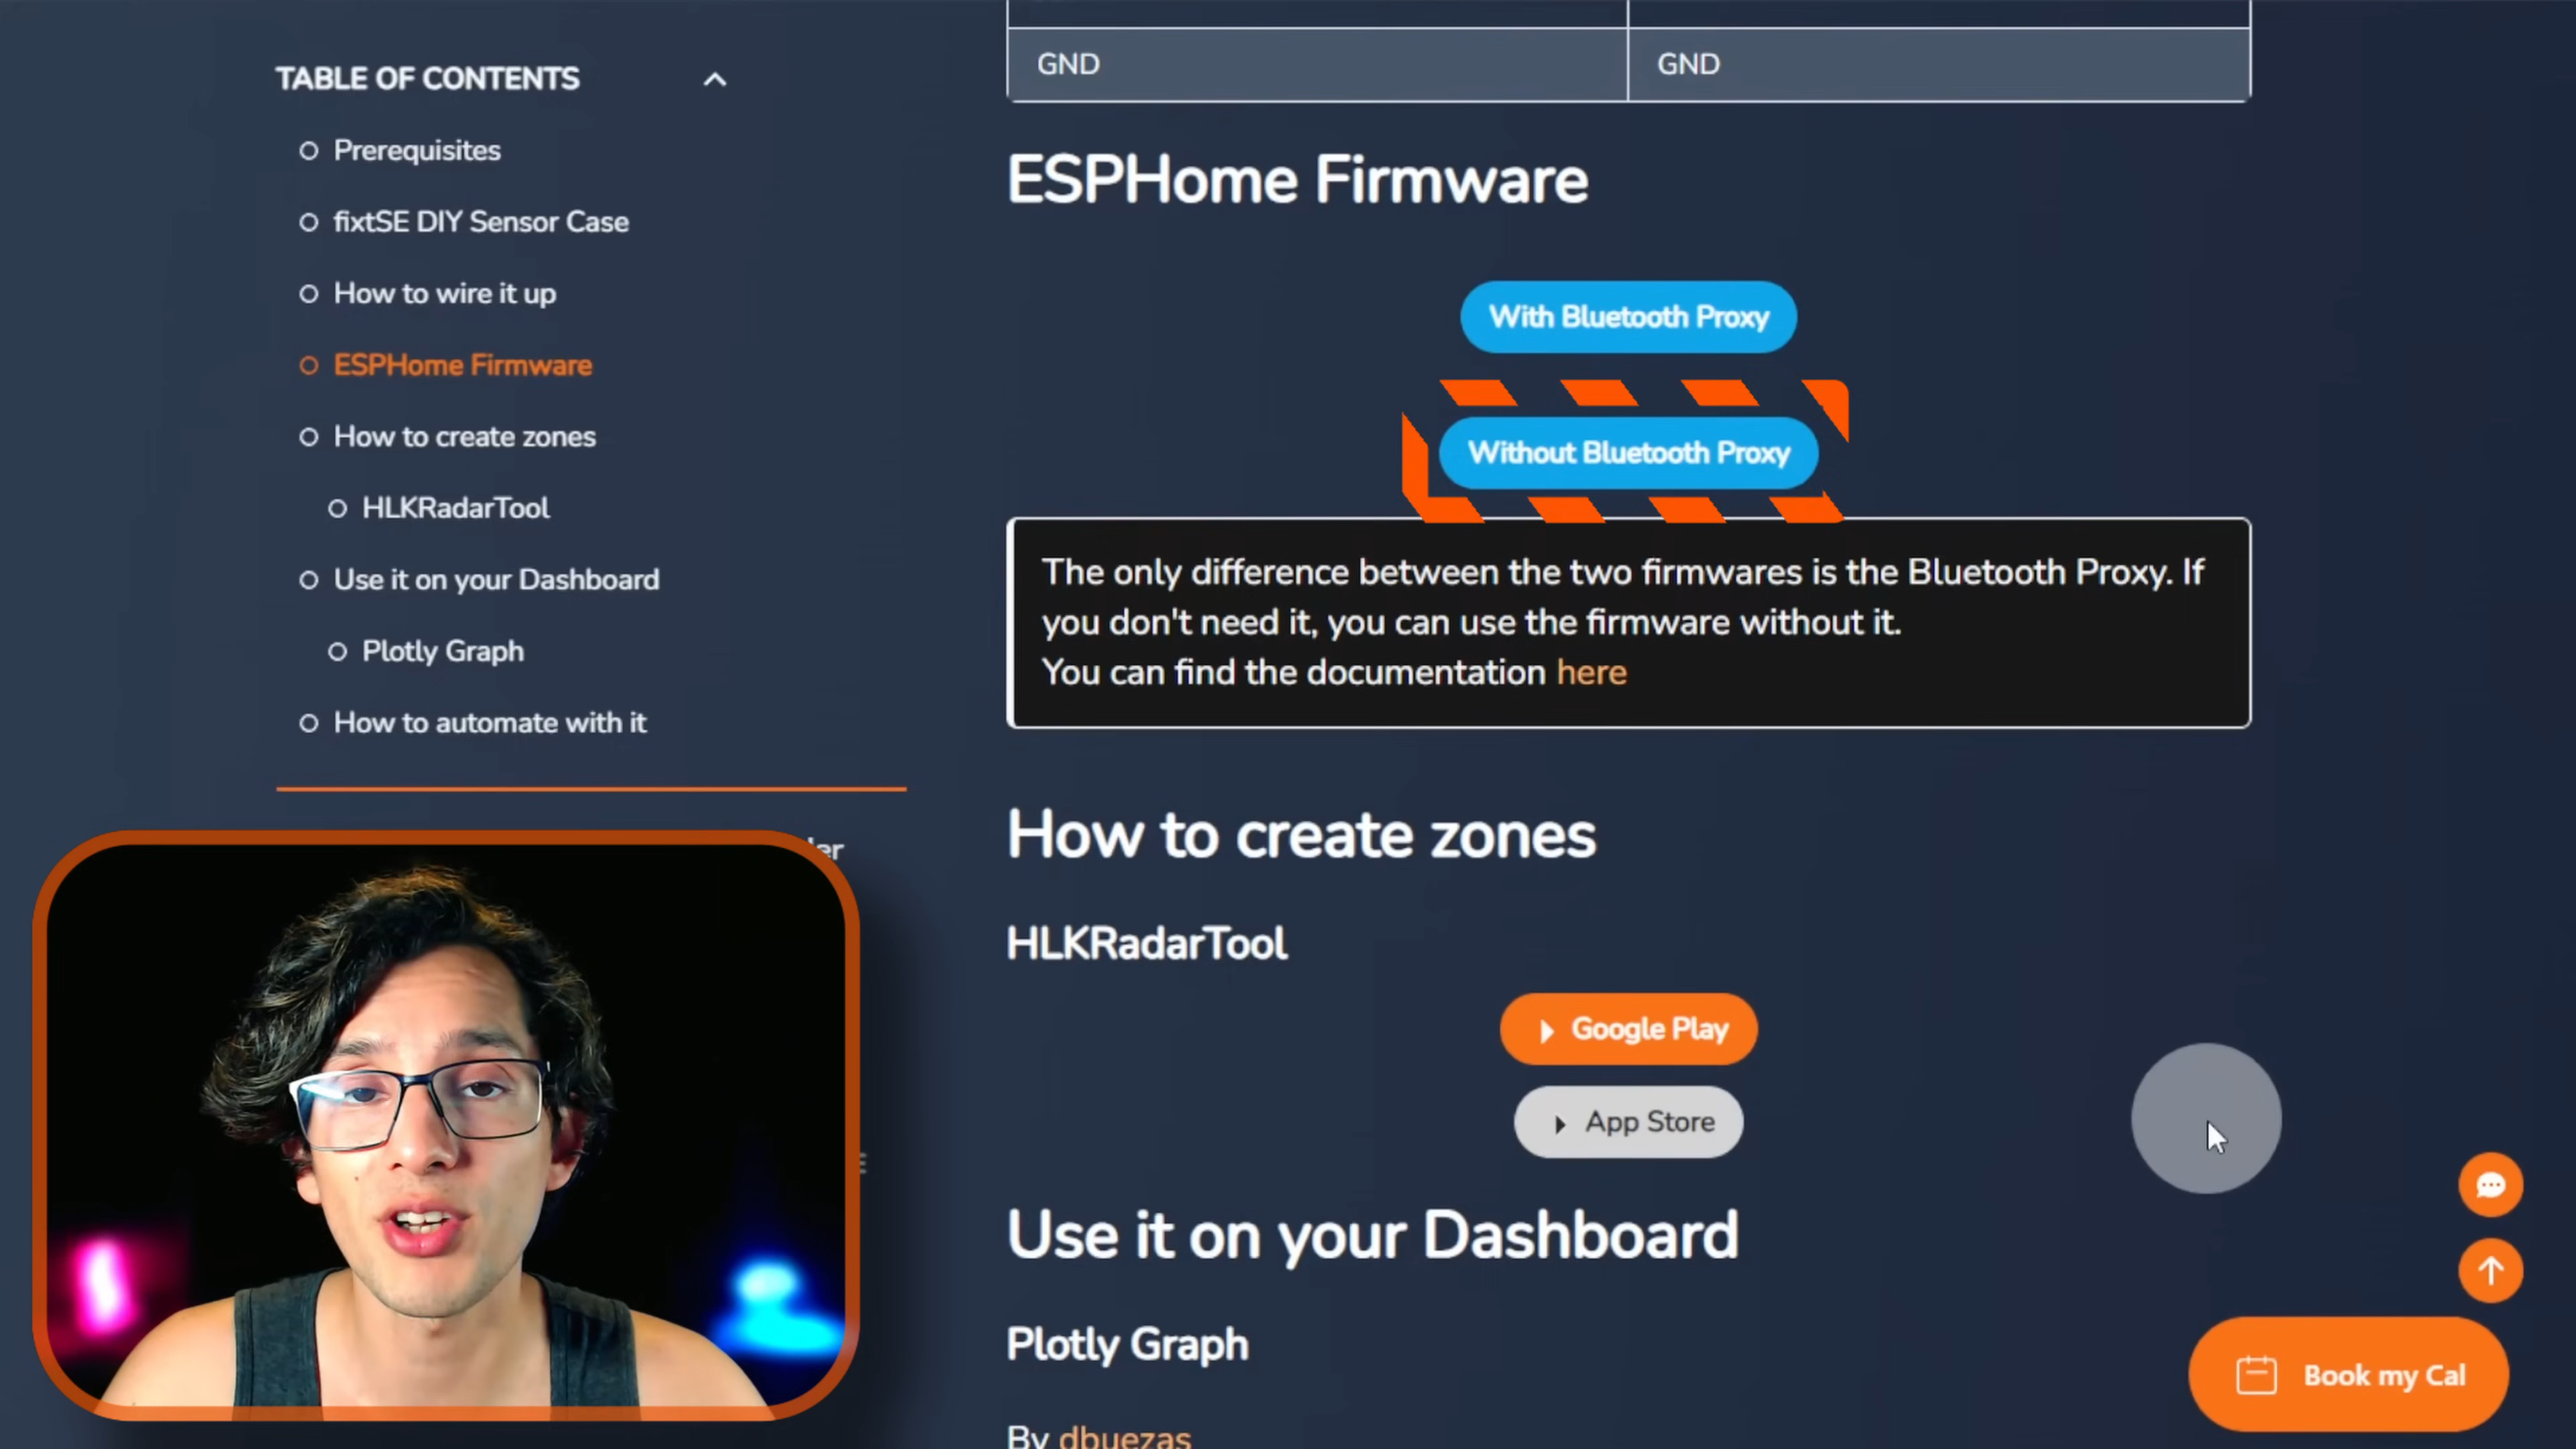 TABLE OF CONTENTS
Prerequisites
fixtSE DIY Sensor Case
How to wire it up
ESPHome Firmware
How to create zones
HLKRadarTool
Use it on your Dashboard
Plotly Graph
How to automate with it
GND GND
ESPHome Firmware
With Bluetooth Proxy
Without Bluetooth Proxy
The only difference between the two firmwares is the Bluetooth Proxy. If
you don't need it, you can use the firmware without it.
You can find the documentation here
How to create zones
HLKRadarTool
Google Play
App Store
Use it on your Dashboard
Plotly Graph
By dbuezas
Book my Cal